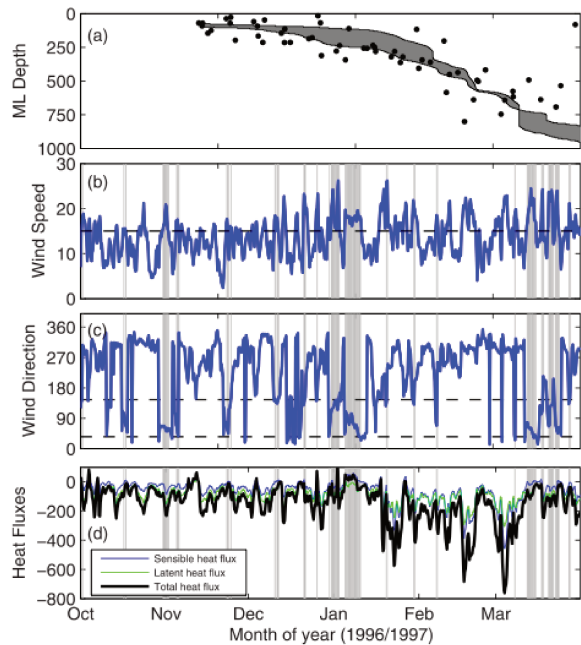 0
250
500
750
1000
ML Depth
(a)
30
20
10
0
Wind Speed
(b)
360
270
180
90
0
Wind Direction
(c)
0
−200
−400
−600
−800
Heat Fluxes
(d)
Sensible heat flux
Latent heat flux
Total heat flux
Oct Nov Dec Jan Feb Mar
Month of year (1996/1997)